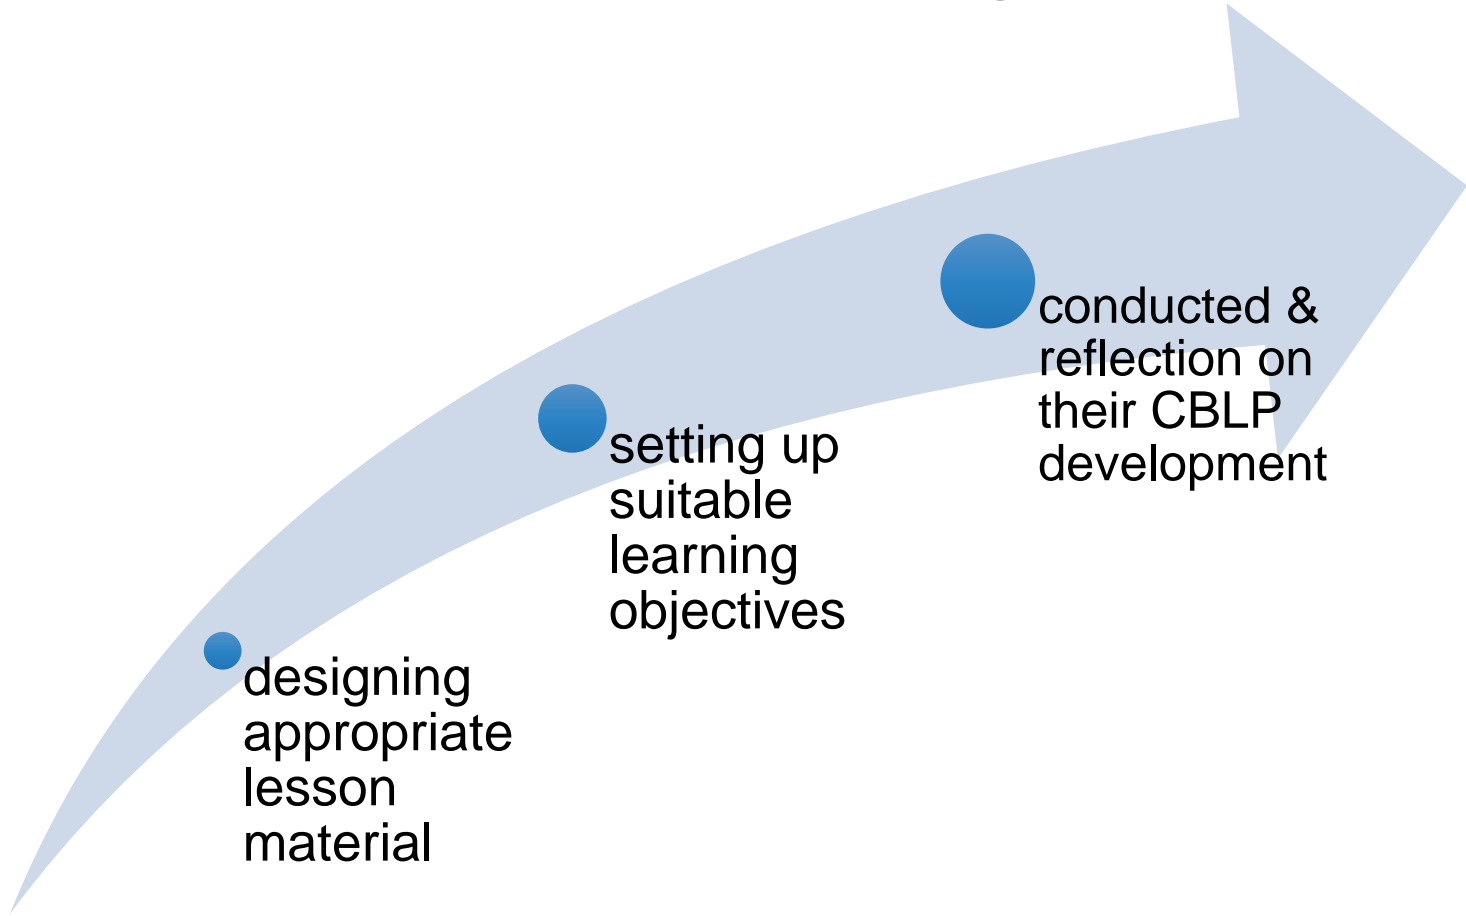 designing
appropriate
lesson
material
setting up
suitable
learning
objectives
conducted &
reflection on
their CBLP
development